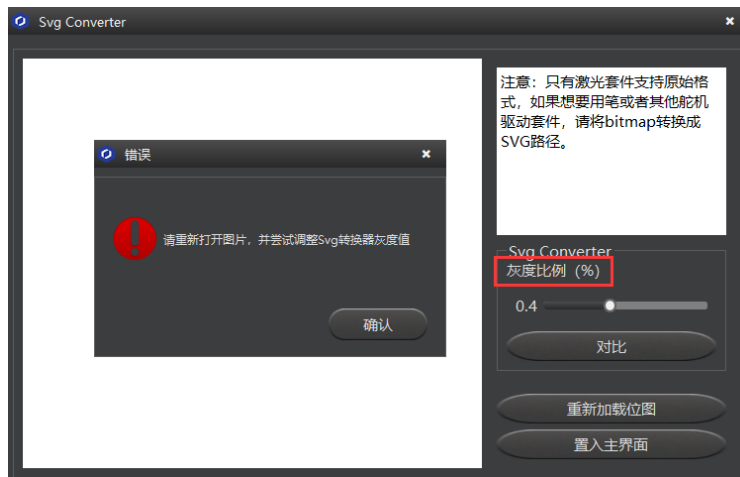 Svg Converter
注意：只有激光套件支持原始格
式，如果想要用笔或者其他舵机
驱动套件，请将bitmap转换成
SVG路径。
错误
请重新打开图片，并尝试调整Svg转换器灰度值
确认
Svg Converter
灰度比例（%）
0.4
对比
重新加载位图
置入主界面